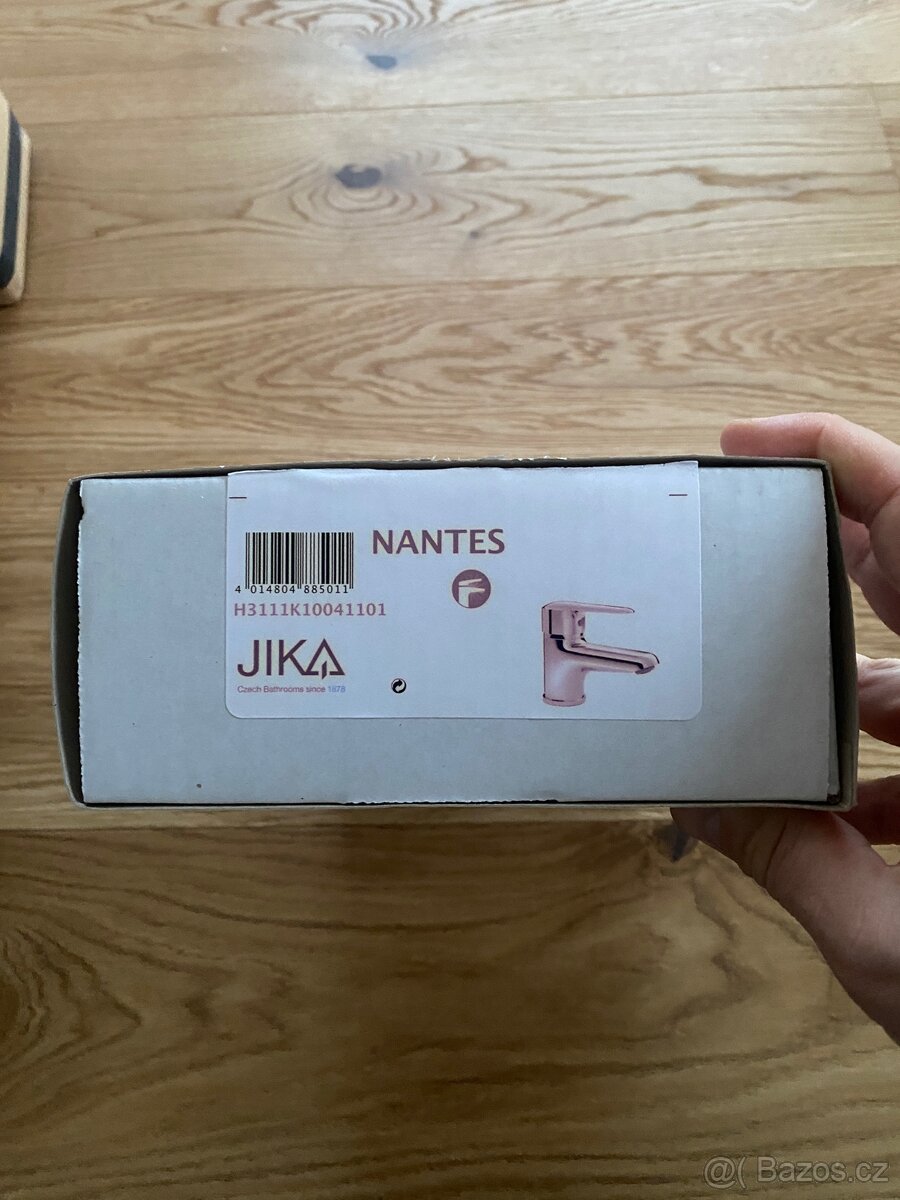 NANTES
4 014804 885011
H3111K10041101
JIKA
Czech Bathrooms since 1878
@( Bazos.cz